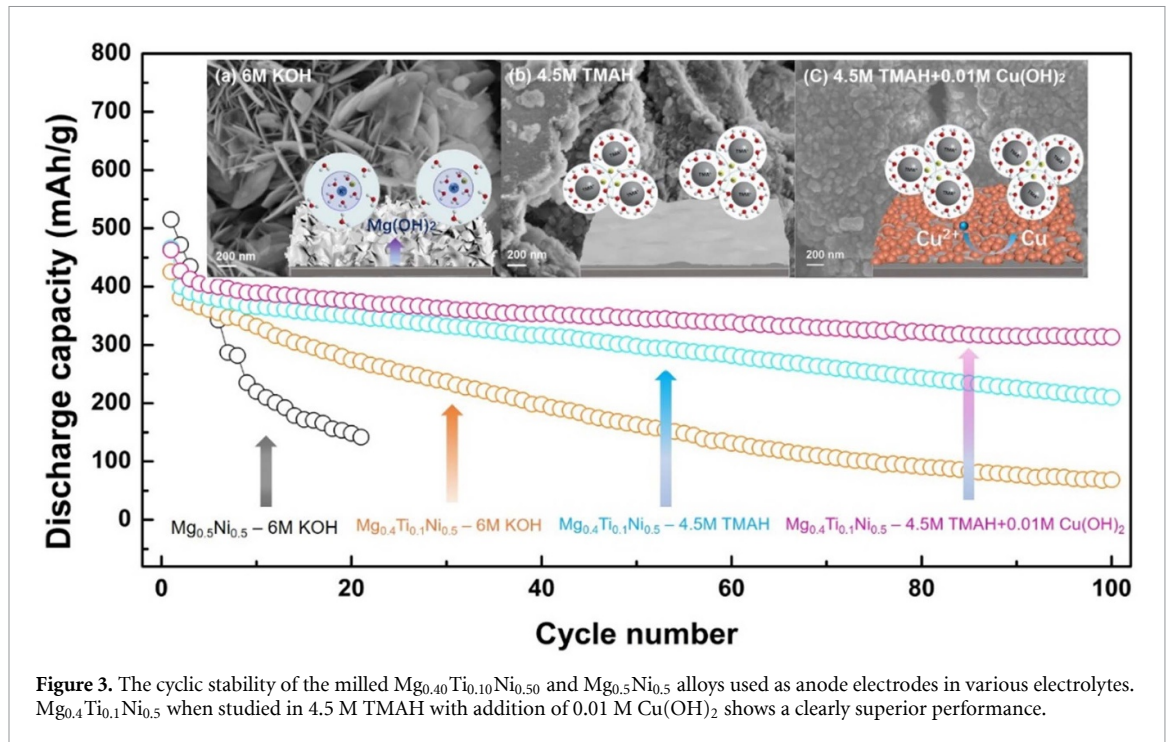 800
700
600
500
400
300
200
100
0
Discharge capacity (mAh/g)
(a) 6M KOH
(b) 4.5M TMAH
(C) 4.5M TMAH+0.01M Cu(OH)₂
Mg(OH)₂
Cu²⁺
Cu
200 nm
200 nm
200 nm
Mg₀.₅Ni₀.₅ – 6M KOH
Mg₀.₄Ti₀.₁Ni₀.₅ – 6M KOH
Mg₀.₄Ti₀.₁Ni₀.₅ – 4.5M TMAH
Mg₀.₄Ti₀.₁Ni₀.₅ – 4.5M TMAH+0.01M Cu(OH)₂
0 20 40 60 80 100
Cycle number
Figure 3. The cyclic stability of the milled Mg₀.₄₀Ti₀.₁₀Ni₀.₅₀ and Mg₀.₅Ni₀.₅ alloys used as anode electrodes in various electrolytes.
Mg₀.₄Ti₀.₁Ni₀.₅ when studied in 4.5 M TMAH with addition of 0.01 M Cu(OH)₂ shows a clearly superior performance.